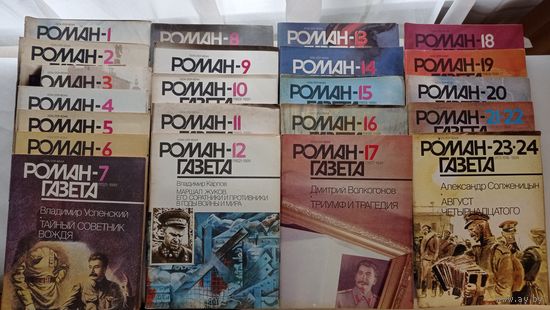 РОМАН-1
РОМАН-2
РОМАН-3
РОМАН-4
РОМАН-5
РОМАН-6
РОМАН-7
ГАЗЕТА
Владимир Успенский
ТАЙНЫЙ СОВЕТНИК
ВОЖДЯ
РОМАН-8
РОМАН-9
РОМАН-10
РОМАН-11
РОМАН-12
ГАЗЕТА
Владимир Карпов
МАРШАЛ ЖУКОВ,
ЕГО СОРАТНИКИ И ПРОТИВНИКИ
В ГОДЫ ВОЙНЫ И МИРА
РОМАН-13
РОМАН-14
РОМАН-15
РОМАН-16
РОМАН-17
ГАЗЕТА
Дмитрий Волкогонов
ТРИУМФ И ТРАГЕДИЯ
РОМАН-18
РОМАН-19
РОМАН-20
РОМАН-21-22
РОМАН-23-24
ГАЗЕТА
Александр Солженицын
АВГУСТ
ЧЕТЫРНАДЦАТОГО
www.ay.by